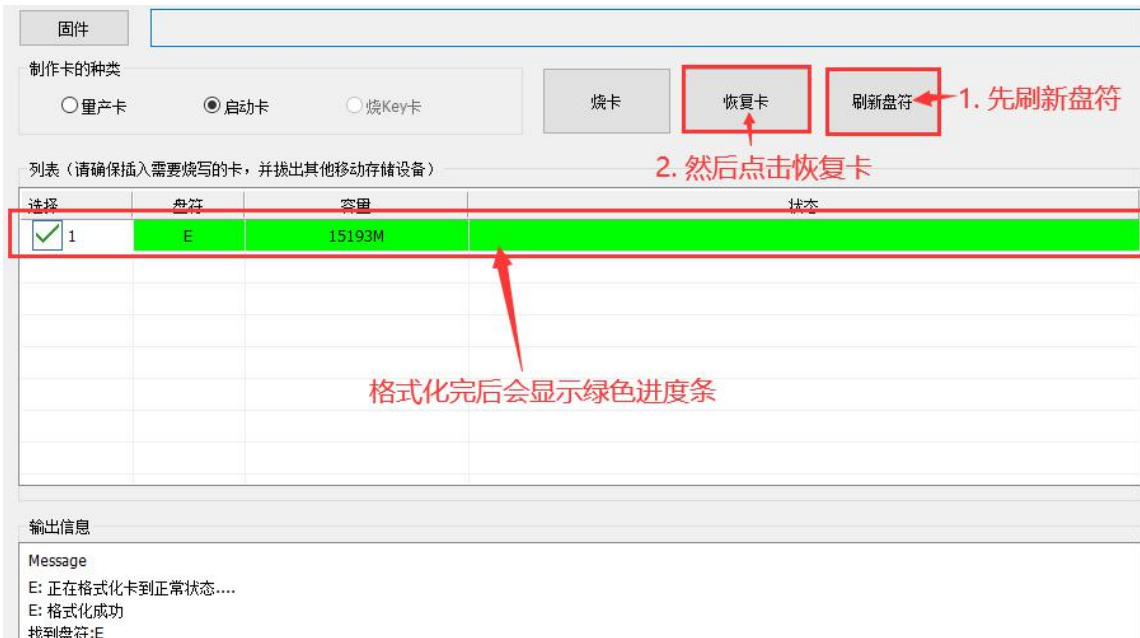 固件
制作卡的种类
量产卡 启动卡 烧Key卡 烧卡 恢复卡 刷新盘符 1. 先刷新盘符
2. 然后点击恢复卡
列表（请确保插入需要烧写的卡，并拔出其他移动存储设备）
选择 盘符 容量 状态
1 E 15193M
格式化完后会显示绿色进度条
输出信息
Message
E: 正在格式化卡到正常状态....
E: 格式化成功
找到盘符:E